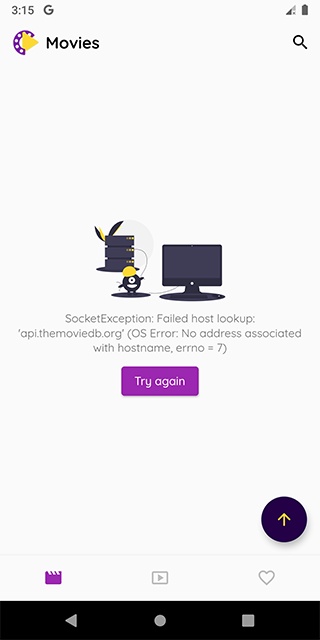 3:15 G
Movies
SocketException: Failed host lookup:
'api.themoviedb.org' (OS Error: No address associated
with hostname, errno = 7)
Try again